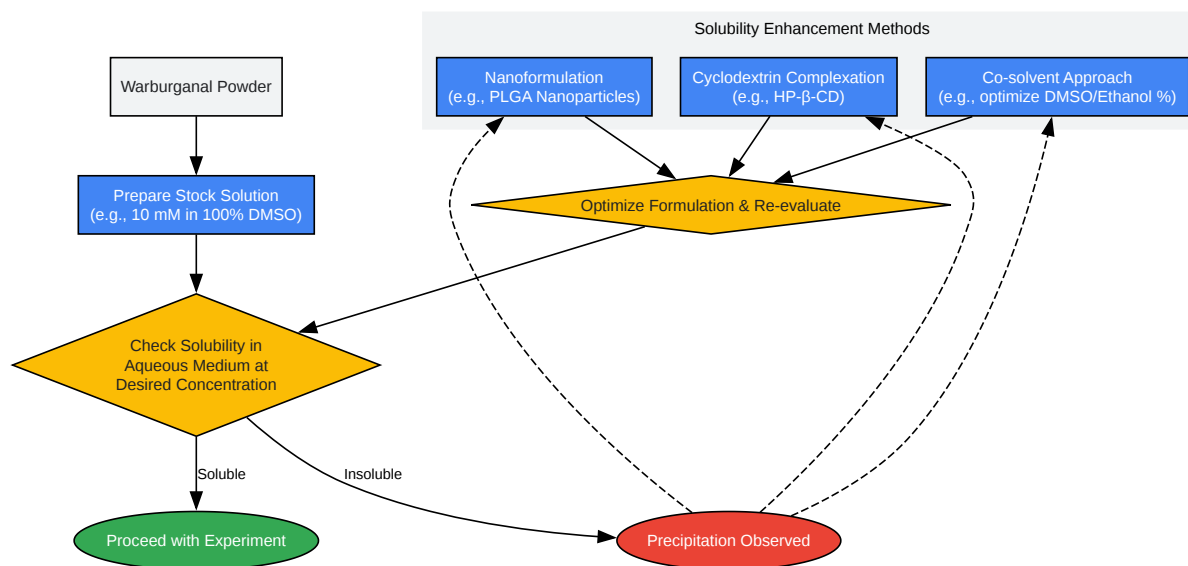 Solubility Enhancement Methods
Warburganal Powder
Nanoformulation
(e.g., PLGA Nanoparticles)
Cyclodextrin Complexation
(e.g., HP-β-CD)
Co-solvent Approach
(e.g., optimize DMSO/Ethanol %)
Prepare Stock Solution
(e.g., 10 mM in 100% DMSO)
Optimize Formulation & Re-evaluate
Check Solubility in
Aqueous Medium at
Desired Concentration
Soluble
Insoluble
Proceed with Experiment
Precipitation Observed